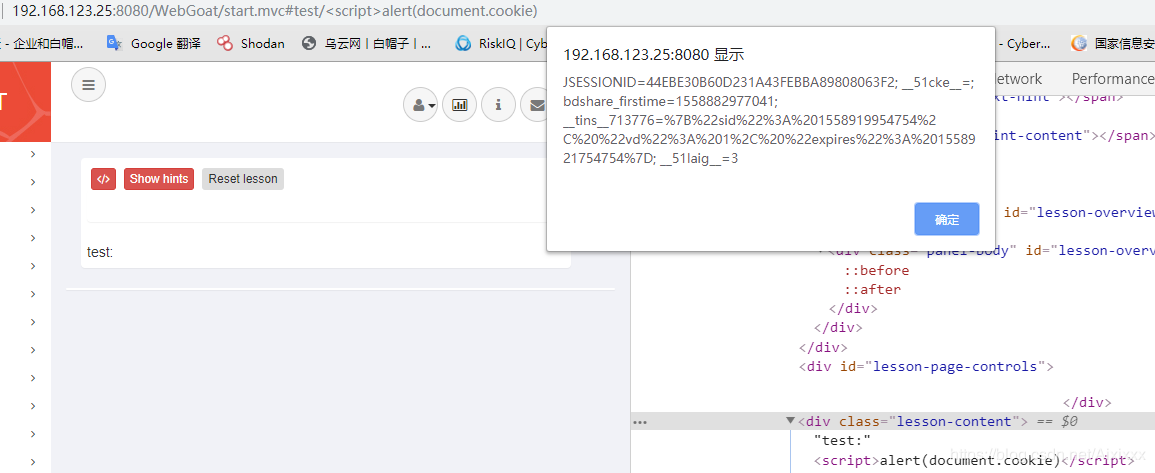 192.168.123.25:8080/WebGoat/start.mvc#test/<script>alert(document.cookie)
- 企业和白帽...
Google 翻译
Shodan
乌云网丨白帽子丨...
RiskIQ | Cyb
- Cyber...
国家信息安
192.168.123.25:8080 显示
JSESSIONID=44EBE30B60D231A43FEBBA89808063F2; __51cke__=;
bdshare_firstime=1558882977041;
__tins__713776=%7B%22sid%22%3A%201558919954754%2
C%20%22vd%22%3A%201%2C%20%22expires%22%3A%201558
921754754%7D; __51laig__=3
确定
T
</>
Show hints
Reset lesson
test:
etwork
Performance
xt-hint"></span>
int-content"></span>
id="lesson-overview
<div class="panel-body" id="lesson-overv
::before
::after
</div>
</div>
</div>
<div id="lesson-page-controls">
</div>
... <div class="lesson-content"> == $0
"test:"
<script>alert(document.cookie)</script>